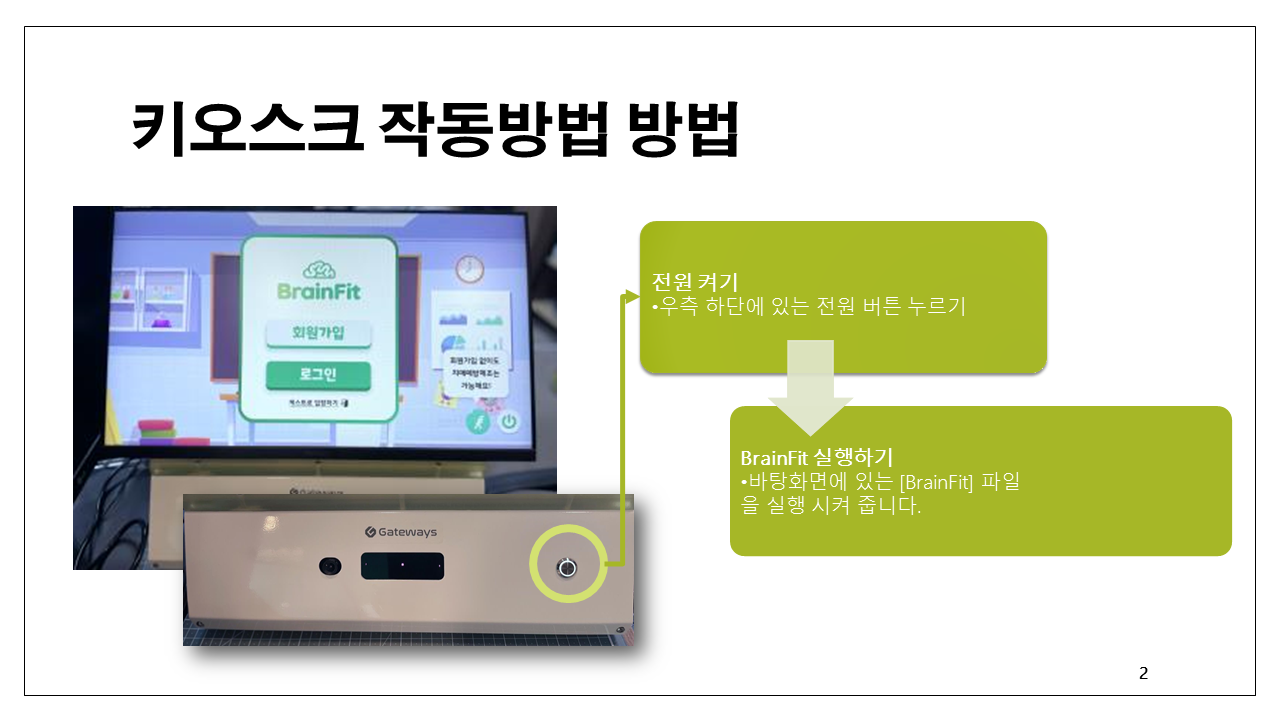 키오스크 작동방법 방법
BrainFit
회원가입
로그인
게스트로 입장하기
회원가입 없이도
치매예방체조는
가능해요!
Gateways
Gateways
전원 켜기
•우측 하단에 있는 전원 버튼 누르기
BrainFit 실행하기
•바탕화면에 있는 [BrainFit] 파일
을 실행 시켜 줍니다.
2